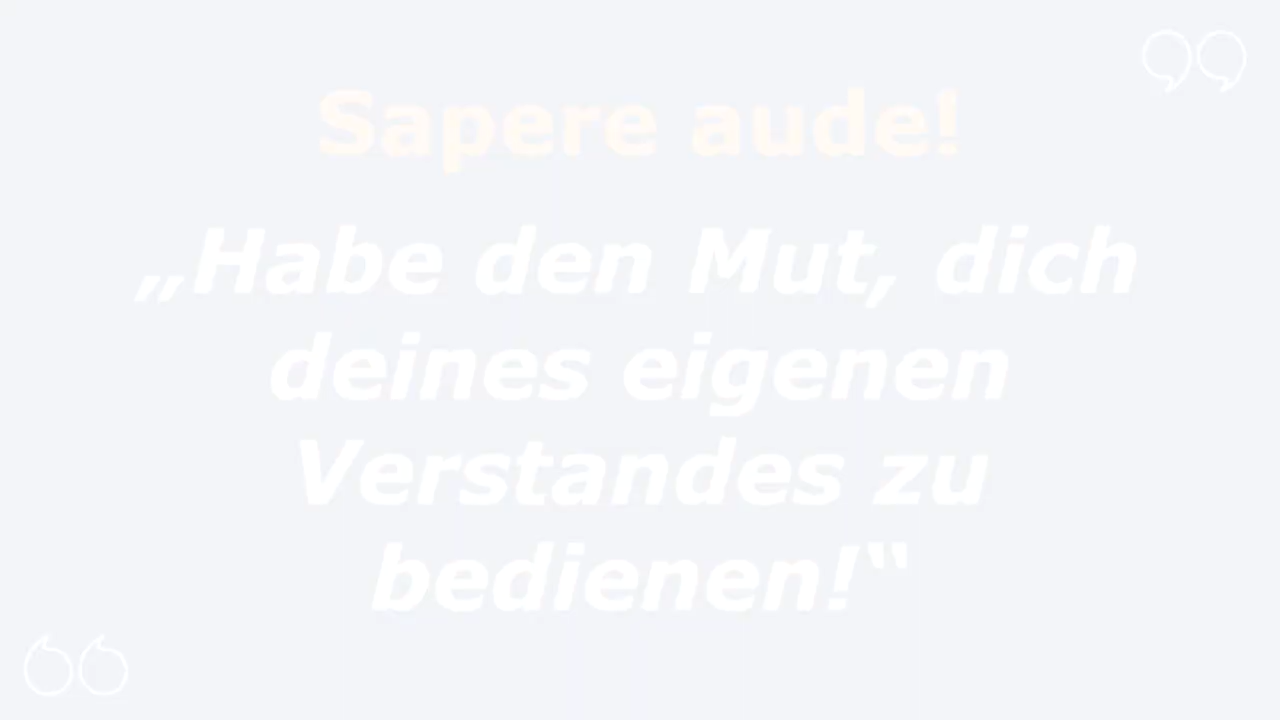 Sapere aude!
„Habe den Mut, dich
deines eigenen
Verstandes zu
bedienen!“